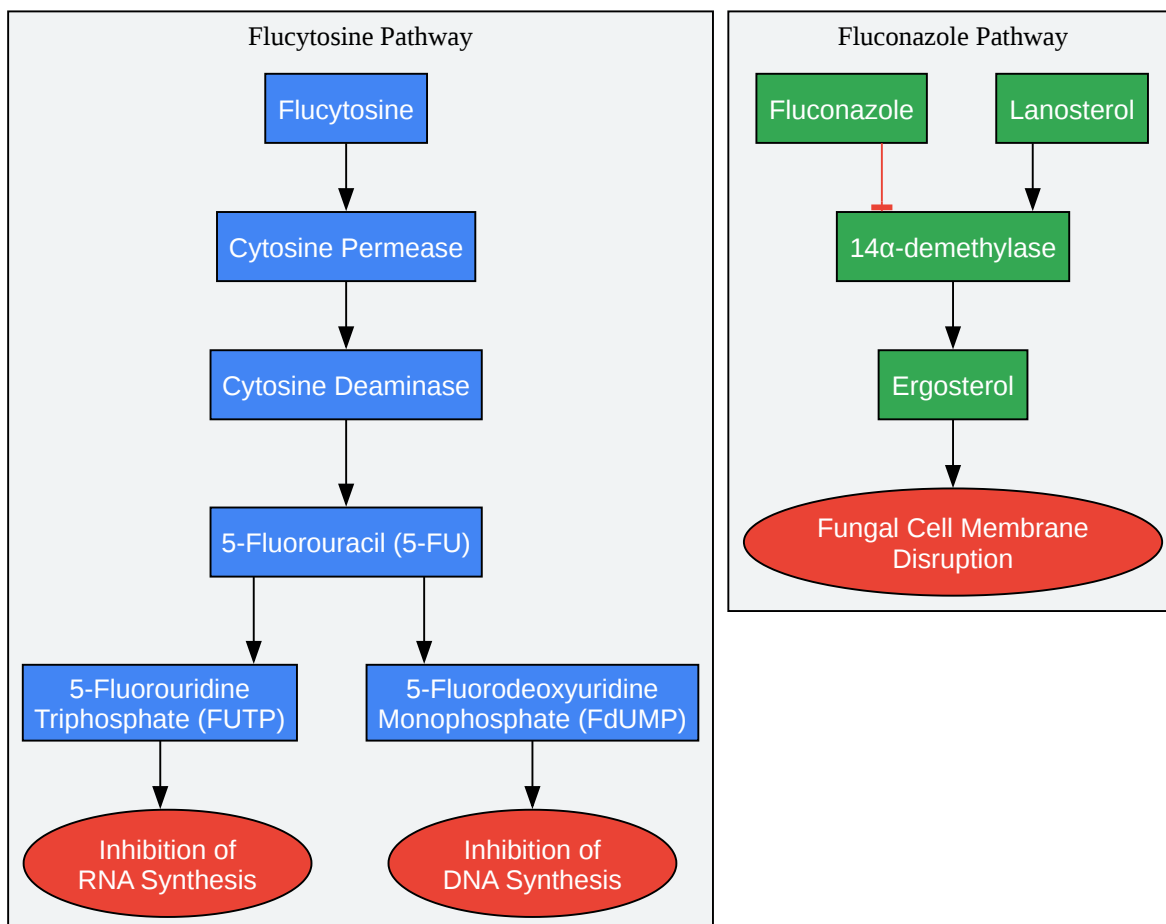 Flucytosine Pathway
Flucytosine
Cytosine Permease
Cytosine Deaminase
5-Fluorouracil (5-FU)
5-Fluorouridine
Triphosphate (FUTP)
5-Fluorodeoxyuridine
Monophosphate (FdUMP)
Inhibition of
RNA Synthesis
Inhibition of
DNA Synthesis
Fluconazole Pathway
Fluconazole
Lanosterol
14α-demethylase
Ergosterol
Fungal Cell Membrane
Disruption